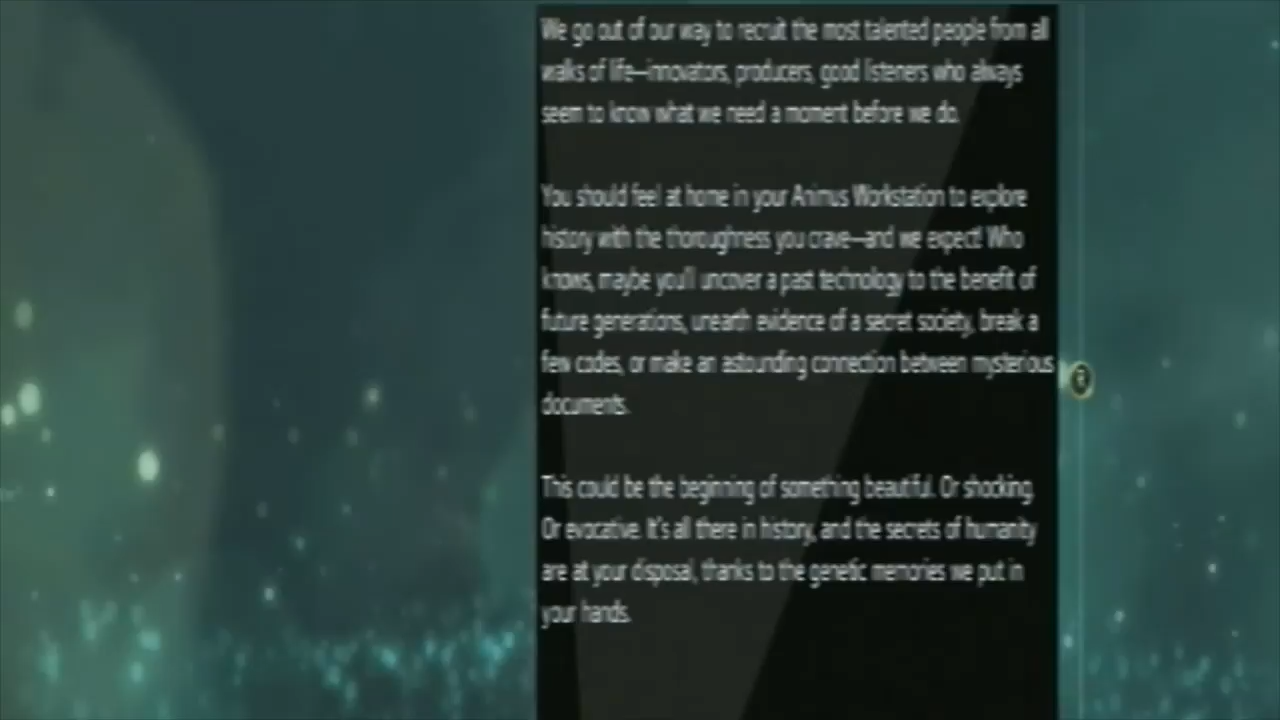 We go out of our way to recruit the most talented people from all
walks of life—innovators, producers, good listeners who always
seem to know what we need a moment before we do.
You should feel at home in your Animus Workstation to explore
history with the thoroughness you crave—and we expect! Who
knows, maybe you'll uncover a past technology to the benefit of
future generations, unearth evidence of a secret society, break a
few codes, or make an astounding connection between mysterious
documents.
This could be the beginning of something beautiful. Or shocking.
Or evocative. It's all there in history, and the secrets of humanity
are at your disposal, thanks to the genetic memories we put in
your hands.